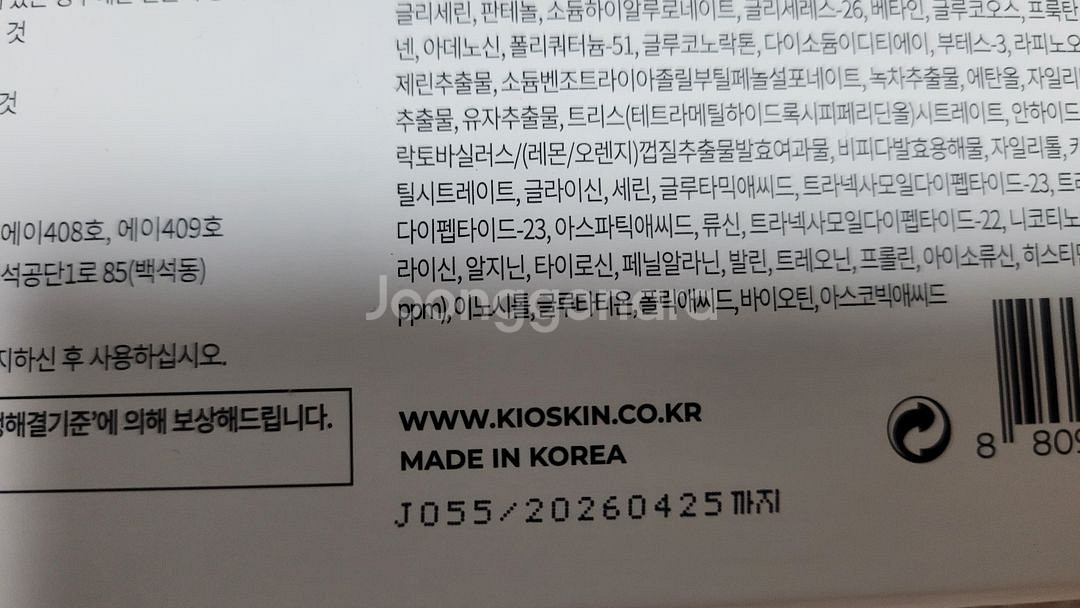 것
것
에이408호, 에이409호
석공단1로 85(백석동)
지하신 후 사용하십시오.
해결기준'에 의해 보상해드립니다.
글리세린, 판테놀, 소듐하이알루로네이트, 글리세레스-26, 베타인, 글루코오스, 프룩탄
넨, 아데노신, 폴리쿼터늄-51, 글루코노락톤, 다이소듐이디티에이, 부테스-3, 라피노오
제린추출물, 소듐벤조트라이아졸릴부틸페놀설포네이트, 녹차추출물, 에탄올, 자일리
추출물, 유자추출물, 트리스(테트라메틸하이드록시피페리딘올)시트레이트, 안하이드
락토바실러스/(레몬/오렌지)껍질추출물발효여과물, 비피다발효용해물, 자일리톨, 카
틸시트레이트, 글라이신, 세린, 글루타믹애씨드, 트라넥사모일다이펩타이드-23, 트리
다이펩타이드-23, 아스파틱애씨드, 류신, 트라넥사모일다이펩타이드-22, 니코티노
라이신, 알지닌, 타이로신, 페닐알라닌, 발린, 트레오닌, 프롤린, 아이소류신, 히스티
ppm), 이노시톨, 글루타티온, 폴릭애씨드, 바이오틴, 아스코빅애씨드
Joonggonara
WWW.KIOSKIN.CO.KR
MADE IN KOREA
J055/20260425까지
8 809